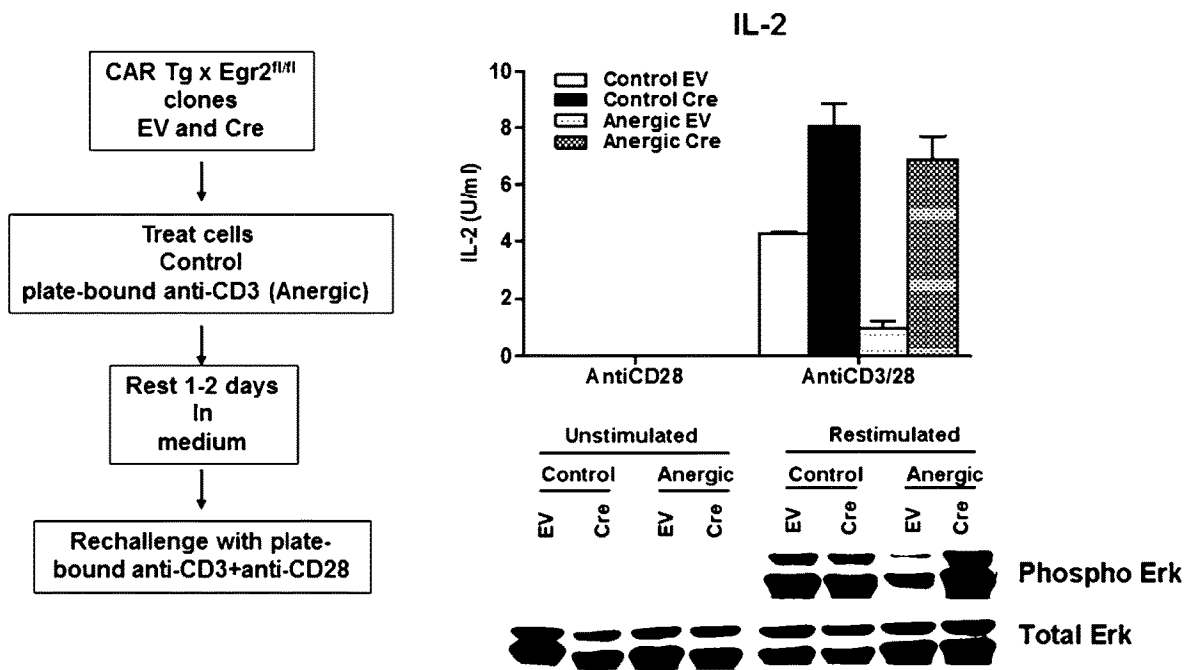 CAR Tg x Egr2fl/fl
clones
EV and Cre
Treat cells
Control
plate-bound anti-CD3 (Anergic)
Rest 1-2 days
In
medium
Rechallenge with plate-
bound anti-CD3+anti-CD28
IL-2
IL-2 (U/ml)
10
8
6
4
2
0
Control EV
Control Cre
Anergic EV
Anergic Cre
AntiCD28
AntiCD3/28
Unstimulated
Restimulated
Control
Anergic
Control
Anergic
EV
Cre
EV
Cre
EV
Cre
EV
Cre
Phospho Erk
Total Erk